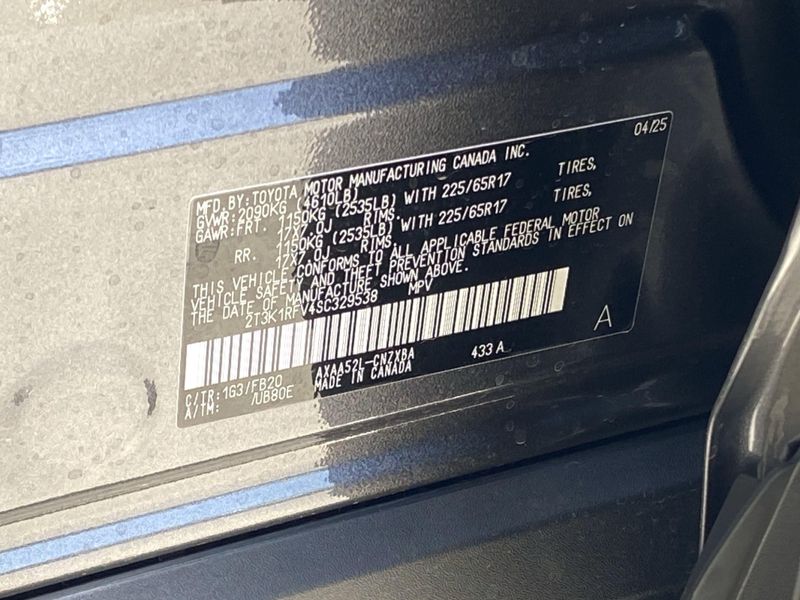 04/25
MFD. BY: TOYOTA MOTOR MANUFACTURING CANADA INC.
GVWR: 2090KG (4610LB)
GAWR: FRT. 1150KG (2535LB) WITH 225/65R17 TIRES,
17X7.0J RIMS.
RR. 1150KG (2535LB) WITH 225/65R17 TIRES,
17X7.0J RIMS.
THIS VEHICLE CONFORMS TO ALL APPLICABLE FEDERAL MOTOR
VEHICLE SAFETY AND THEFT PREVENTION STANDARDS IN EFFECT ON
THE DATE OF MANUFACTURE SHOWN ABOVE.
2T3K1RFV4SC329538 MPV
A
C/TR: 1G3/FB20 AXAA52L-CNZXBA 433 A
A/TM: /UB80E MADE IN CANADA